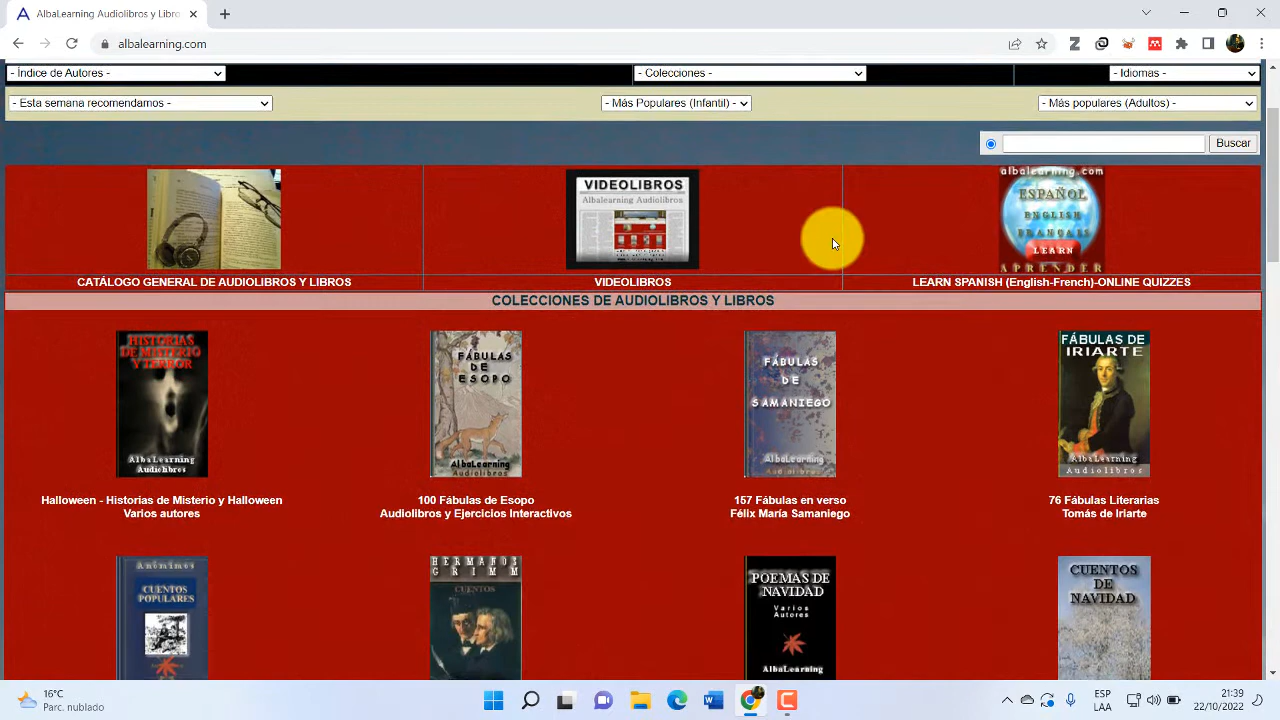 AlbaLearning Audiolibros y Libro
albalearning.com
- Índice de Autores -
- Colecciones -
- Idiomas -
- Esta semana recomendamos -
- Más Populares (Infantil) -
- Más populares (Adultos) -
Buscar
VIDEOLIBROS
Albalearning Audiolibros
albalearning.com
ESPAÑOL
ENGLISH
FRANÇAIS
LEARN
APRENDER
CATÁLOGO GENERAL DE AUDIOLIBROS Y LIBROS
VIDEOLIBROS
LEARN SPANISH (English-French)-ONLINE QUIZZES
COLECCIONES DE AUDIOLIBROS Y LIBROS
HISTORIAS
DE MISTERIO
Y TERROR
AlbaLearning
Audiolibros
FÁBULAS
DE
ESOPO
AlbaLearning
Audiolibros
FÁBULAS
DE
SAMANIEGO
AlbaLearning
Audiolibros
FÁBULAS DE
IRIARTE
AlbaLearning
Audiolibros
Halloween - Historias de Misterio y Halloween
Varios autores
100 Fábulas de Esopo
Audiolibros y Ejercicios Interactivos
157 Fábulas en verso
Félix María Samaniego
76 Fábulas Literarias
Tomás de Iriarte
Anónimos
CUENTOS
POPULARES
HERMANOS
GRIMM
CUENTOS
POEMAS DE
NAVIDAD
Varios
Autores
AlbaLearning
CUENTOS
DE
NAVIDAD
16°C
Parc. nublado
ESP
LAA
21:39
22/10/2022